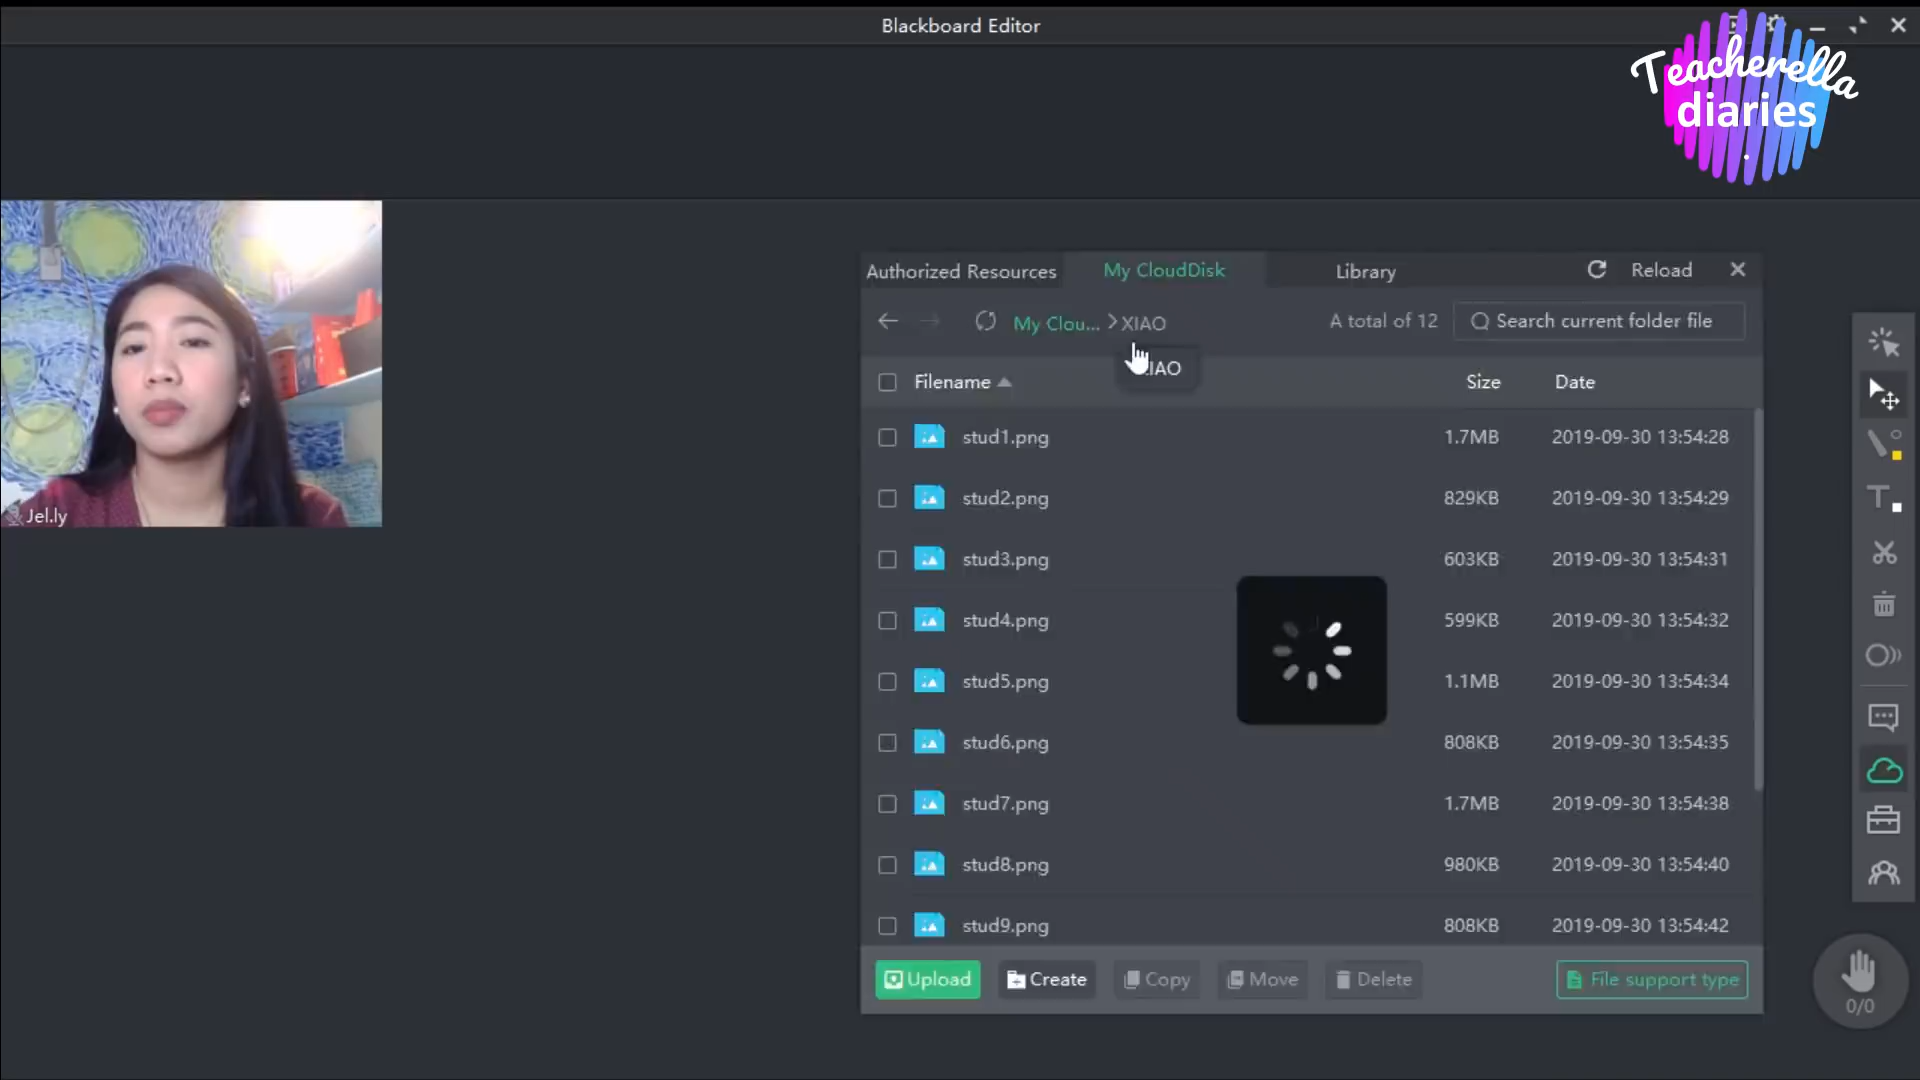 Blackboard Editor
Teacherella
diaries
Jel.ly
Authorized Resources
My CloudDisk
Library
Reload
My Clou...
XIAO
A total of 12
Search current folder file
IAO
Filename
Size
Date
stud1.png 1.7MB 2019-09-30 13:54:28
stud2.png 829KB 2019-09-30 13:54:29
stud3.png 603KB 2019-09-30 13:54:31
stud4.png 599KB 2019-09-30 13:54:32
stud5.png 1.1MB 2019-09-30 13:54:34
stud6.png 808KB 2019-09-30 13:54:35
stud7.png 1.7MB 2019-09-30 13:54:38
stud8.png 980KB 2019-09-30 13:54:40
stud9.png 808KB 2019-09-30 13:54:42
Upload
Create
Copy
Move
Delete
File support type
0/0